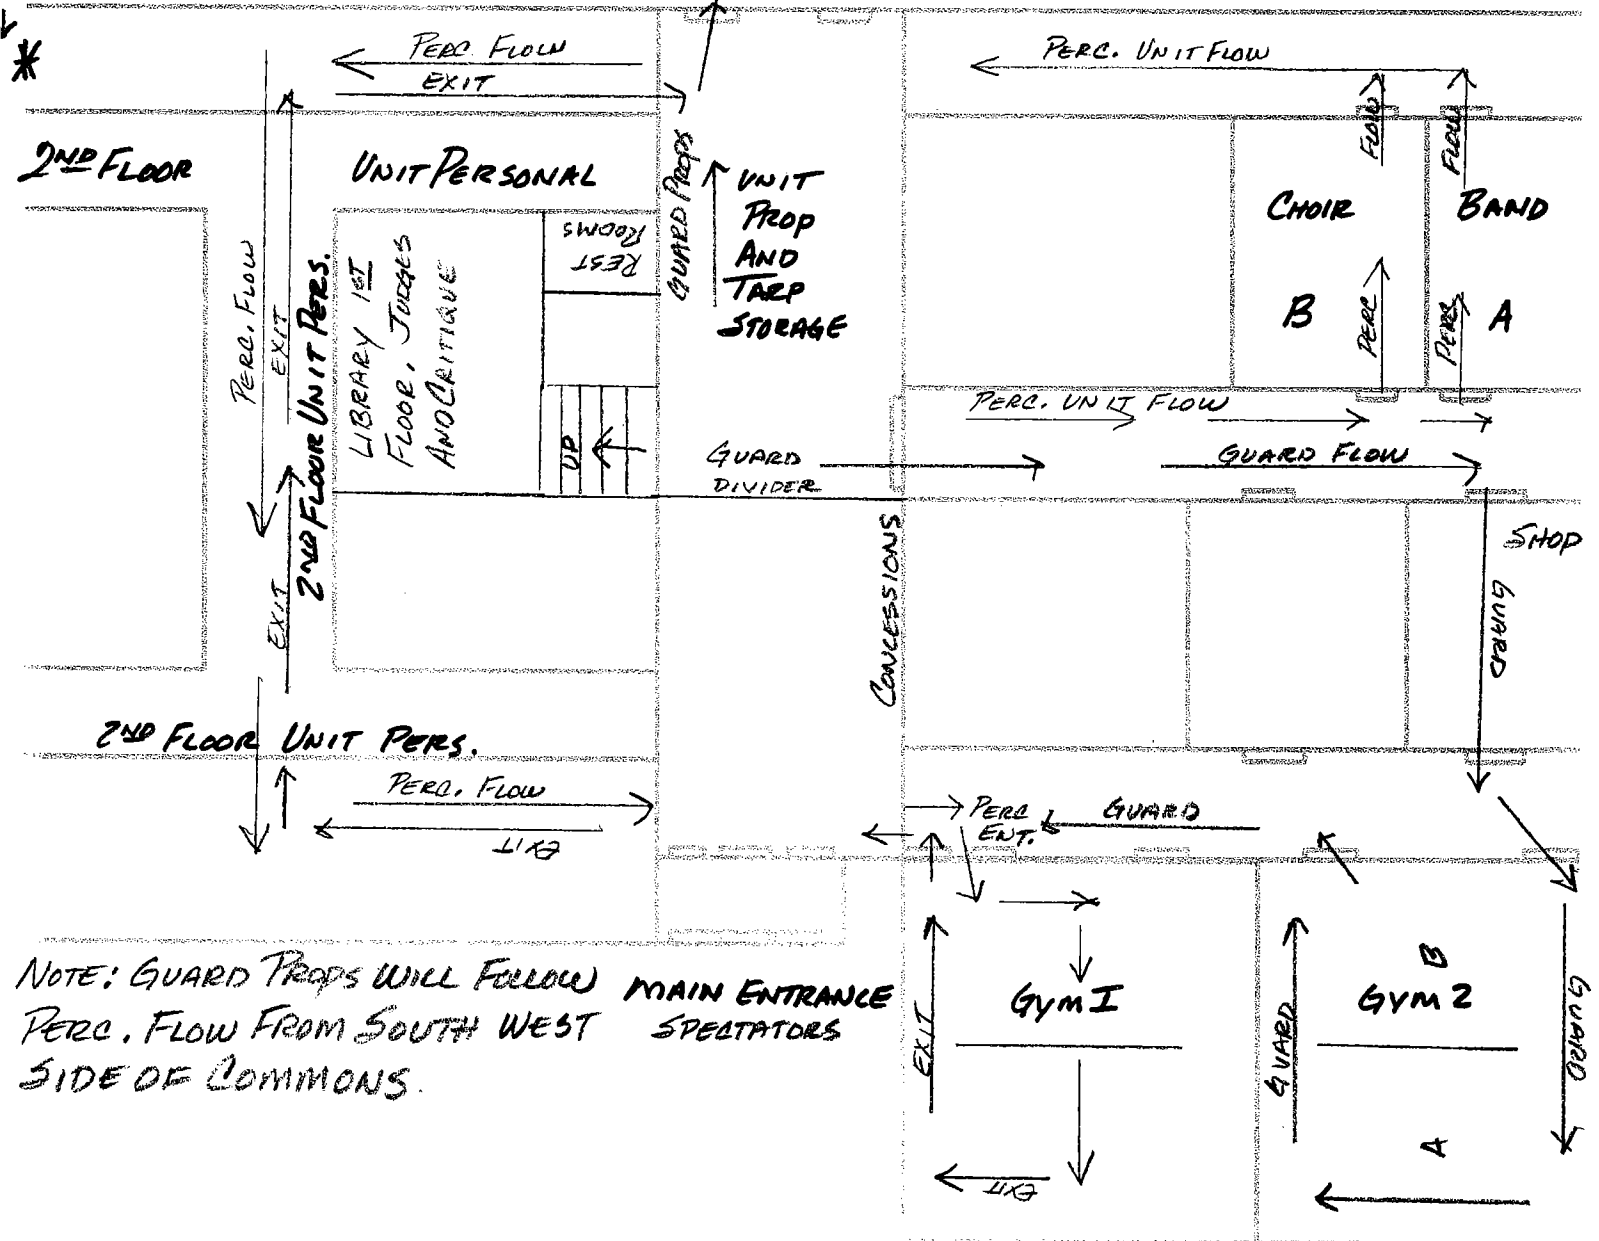 *
PERC. FLOW
EXIT
PERC. UNIT FLOW
2ND FLOOR
UNIT PERSONAL
GUARD PROPS
UNIT
PROP
AND
TARP
STORAGE
FLOW
FLOW
CHOIR
BAND
B
A
PERC
PERC
REST
ROOMS
PERC. FLOW
EXIT
2ND FLOOR UNIT PERS.
LIBRARY 1ST
FLOOR, JUDGES
AND CRITIQUE
UP
PERC. UNIT FLOW
GUARD
DIVIDER
GUARD FLOW
CONCESSIONS
SHOP
GUARD
EXIT
2ND FLOOR UNIT PERS.
PERC. FLOW
EXIT
PERC
ENT.
GUARD
NOTE: GUARD PROPS WILL FOLLOW
PERC. FLOW FROM SOUTH WEST
SIDE OF COMMONS.
MAIN ENTRANCE
SPECTATORS
EXIT
GYM I
EXIT
GUARD
B
GYM 2
A
GUARD